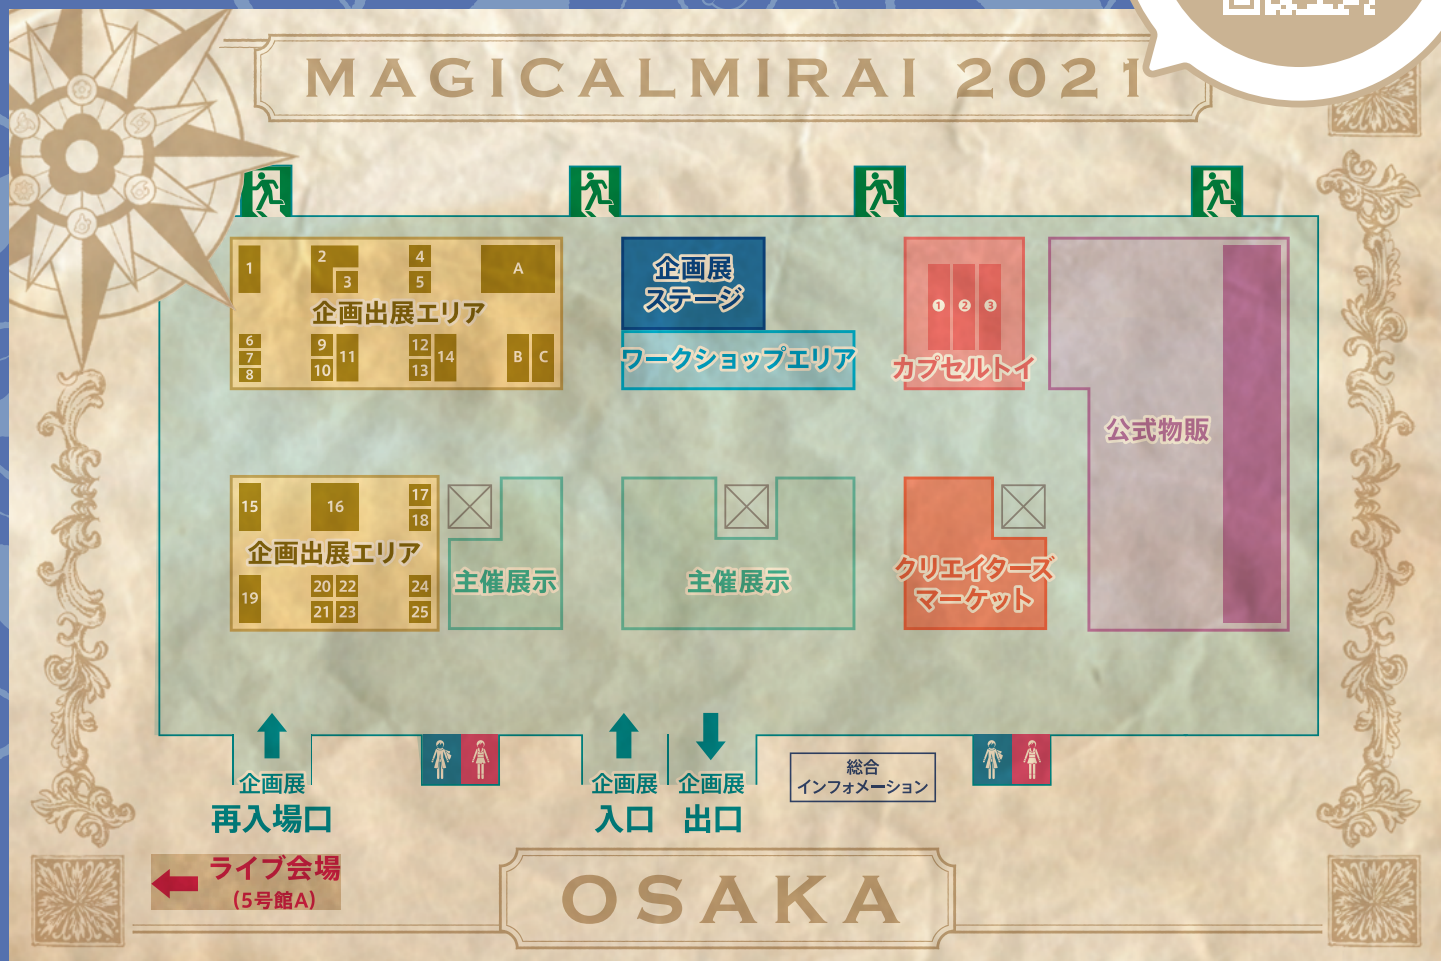 MAGICALMIRAI 2021
1
2
3
4
5
A
企画出展エリア
6
7
8
9
10
11
12
13
14
B
C
企画展
ステージ
ワークショップエリア
1
2
3
カプセルトイ
公式物販
15
16
17
18
企画出展エリア
19
20
21
22
23
24
25
主催展示
主催展示
クリエイターズ
マーケット
企画展
再入場口
企画展
入口
企画展
出口
総合
インフォメーション
ライブ会場
(5号館A)
OSAKA